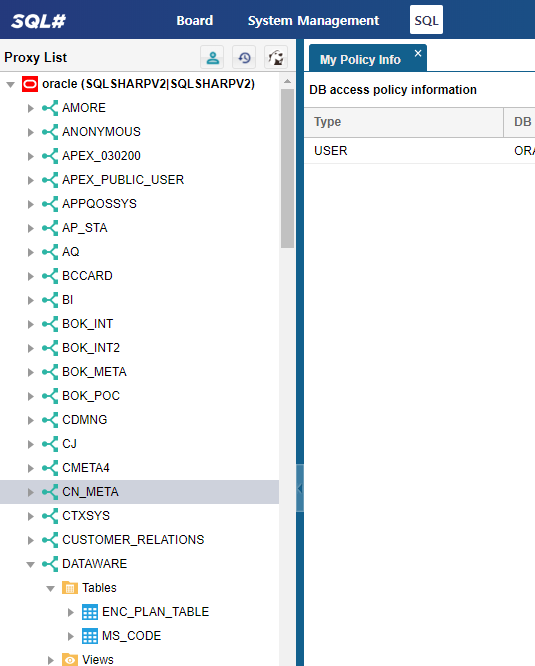 SQL# Board System Management SQL
Proxy List
My Policy Info ×
oracle (SQLSHARPV2|SQLSHARPV2)
DB access policy information
AMORE
ANONYMOUS
Type DB
APEX_030200
USER ORA
APEX_PUBLIC_USER
APPQOSSYS
AP_STA
AQ
BCCARD
BI
BOK_INT
BOK_INT2
BOK_META
BOK_POC
CDMNG
CJ
CMETA4
CN_META
CTXSYS
CUSTOMER_RELATIONS
DATAWARE
Tables
ENC_PLAN_TABLE
MS_CODE
Views